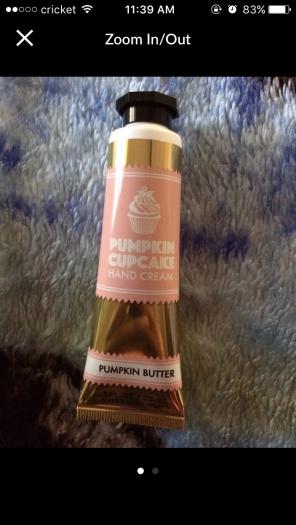 cricket 11:39 AM 83%
Zoom In/Out
PUMPKIN
CUPCAKE
HAND CREAM
PUMPKIN BUTTER